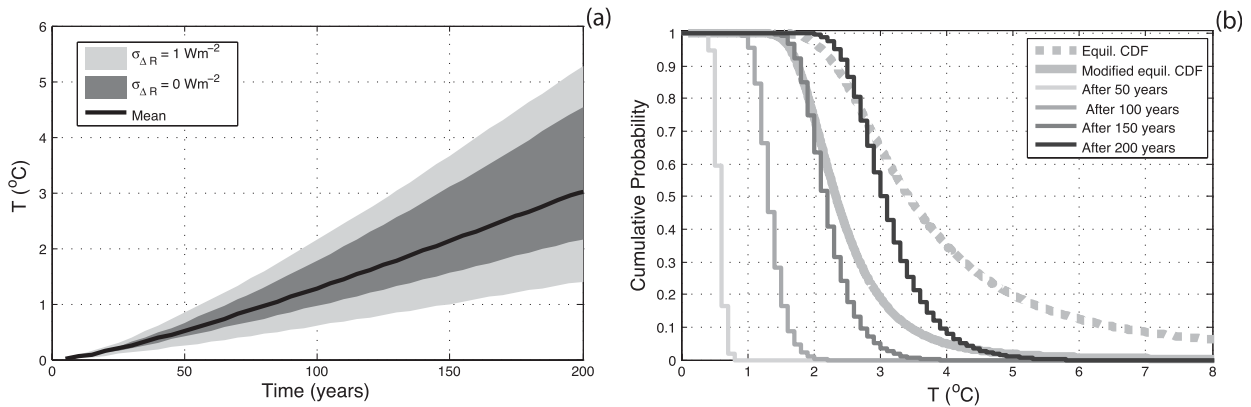 (a)
6
5
4
3
2
1
0
T (°C)
σΔ R = 1 Wm−2
σΔ R = 0 Wm−2
Mean
0 50 100 150 200
Time (years)
(b)
1
0.9
0.8
0.7
0.6
0.5
0.4
0.3
0.2
0.1
0
Cumulative Probability
Equil. CDF
Modified equil. CDF
After 50 years
After 100 years
After 150 years
After 200 years
0 1 2 3 4 5 6 7 8
T (°C)